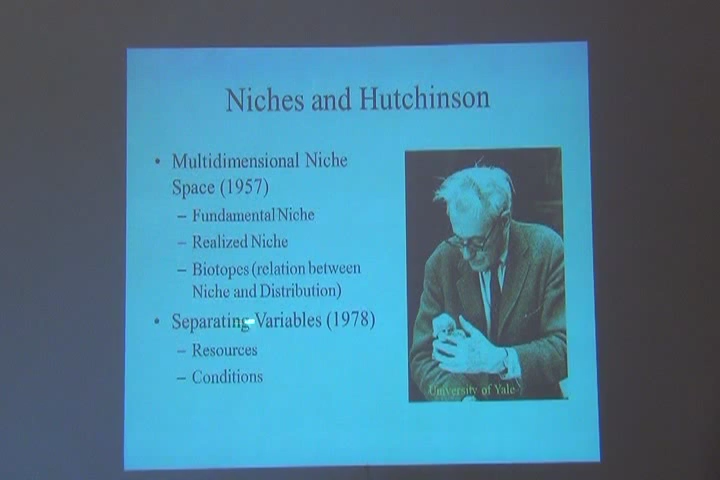 Niches and Hutchinson
• Multidimensional Niche
Space (1957)
– Fundamental Niche
– Realized Niche
– Biotopes (relation between
Niche and Distribution)
• Separating Variables (1978)
– Resources
– Conditions
University of Yale